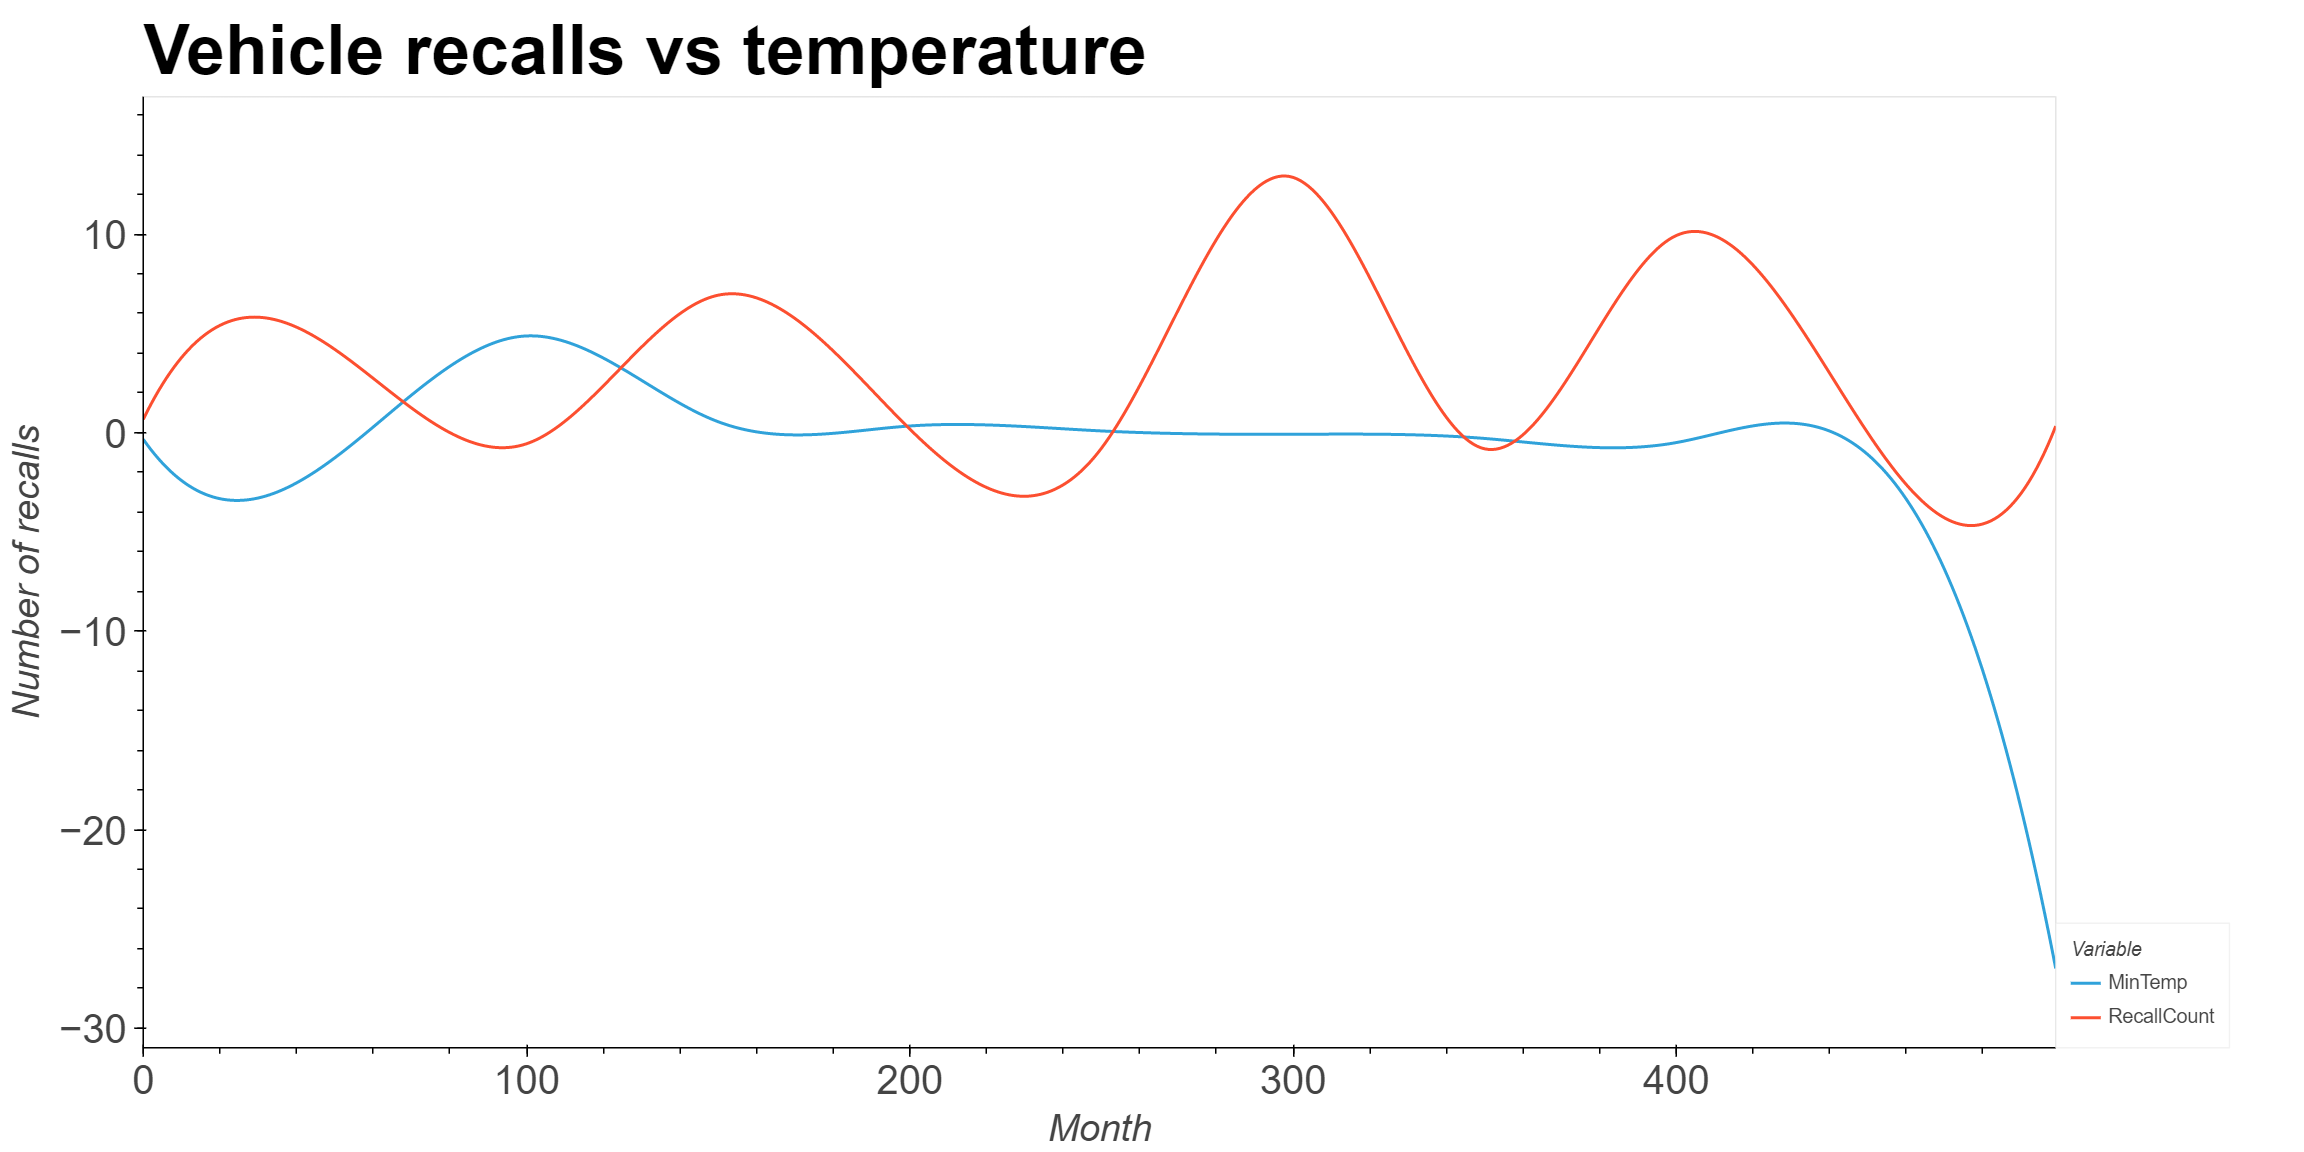 Vehicle recalls vs temperature
10
0
−10
−20
−30
Number of recalls
0 100 200 300 400
Month
Variable
MinTemp
RecallCount